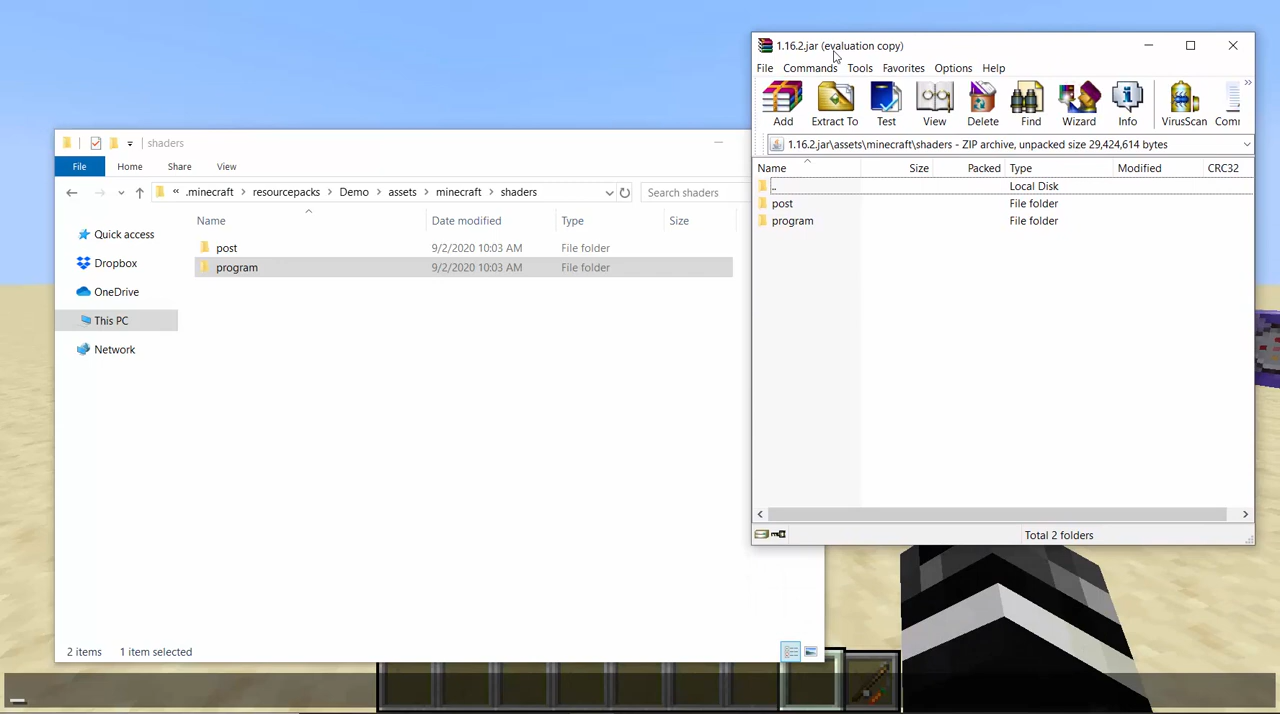 1.16.2.jar (evaluation copy)
File Commands Tools Favorites Options Help
Add Extract To Test View Delete Find Wizard Info VirusScan Com
1.16.2.jar\assets\minecraft\shaders - ZIP archive, unpacked size 29,424,614 bytes
Name Size Packed Type Modified CRC32
.. Local Disk
post File folder
program File folder
Total 2 folders
shaders
File Home Share View
« .minecraft > resourcepacks > Demo > assets > minecraft > shaders
Search shaders
Name Date modified Type Size
post 9/2/2020 10:03 AM File folder
program 9/2/2020 10:03 AM File folder
Quick access
Dropbox
OneDrive
This PC
Network
2 items 1 item selected